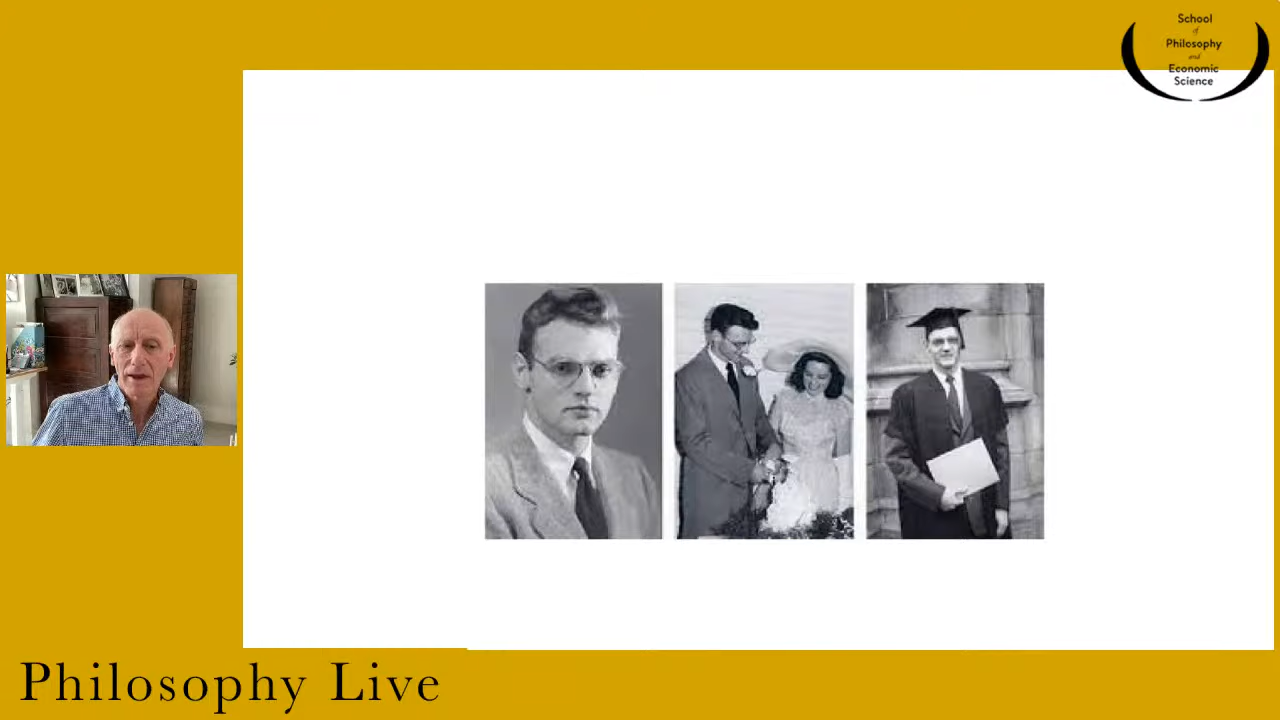 School
of
Philosophy
and
Economic
Science
Philosophy Live